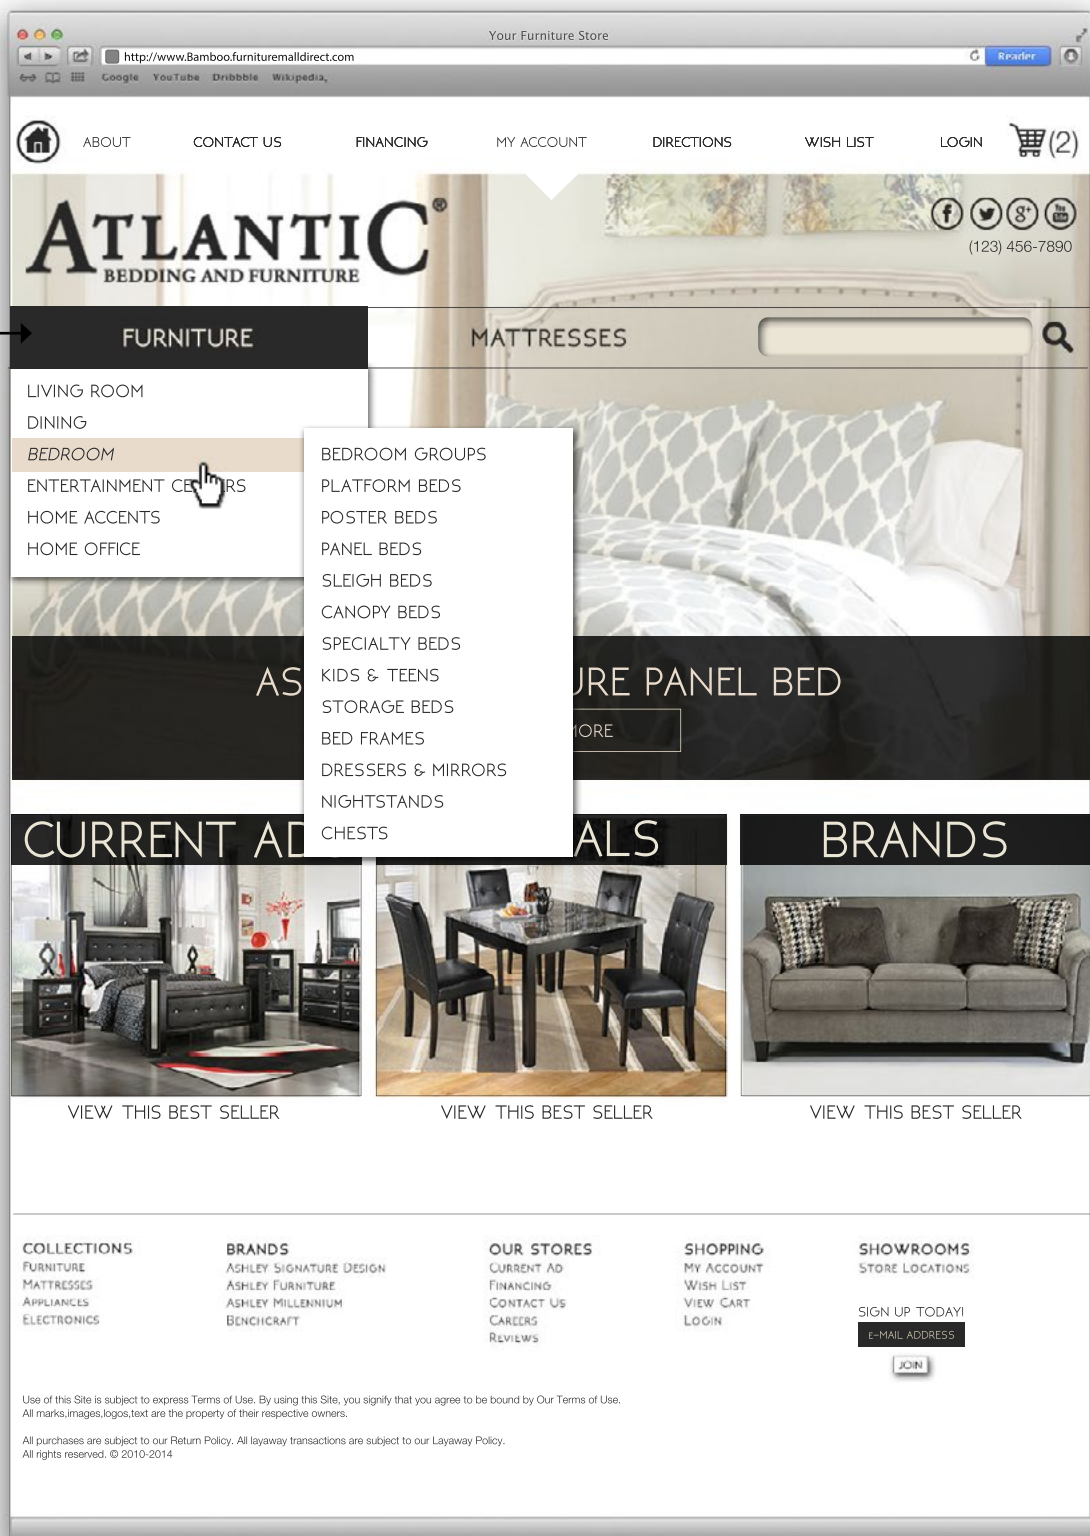 Your Furniture Store
http://www.Bamboo.furnituremalldirect.com
Reader
Google YouTube Dribbble Wikipedia,
ABOUT CONTACT US FINANCING MY ACCOUNT DIRECTIONS WISH LIST LOGIN (2)
ATLANTIC®
BEDDING AND FURNITURE
f 8+ You Tube
(123) 456-7890
FURNITURE MATTRESSES
LIVING ROOM
DINING
BEDROOM
ENTERTAINMENT CE RS
HOME ACCENTS
HOME OFFICE
BEDROOM GROUPS
PLATFORM BEDS
POSTER BEDS
PANEL BEDS
SLEIGH BEDS
CANOPY BEDS
SPECIALTY BEDS
KIDS & TEENS
STORAGE BEDS
BED FRAMES
DRESSERS & MIRRORS
NIGHTSTANDS
CHESTS
AS URE PANEL BED
MORE
CURRENT AD ALS BRANDS
VIEW THIS BEST SELLER VIEW THIS BEST SELLER VIEW THIS BEST SELLER
COLLECTIONS
FURNITURE
MATTRESSES
APPLIANCES
ELECTRONICS
BRANDS
ASHLEY SIGNATURE DESIGN
ASHLEY FURNITURE
ASHLEY MILLENNIUM
BENCHCRAFT
OUR STORES
CURRENT AD
FINANCING
CONTACT US
CAREERS
REVIEWS
SHOPPING
MY ACCOUNT
WISH LIST
VIEW CART
LOGIN
SHOWROOMS
STORE LOCATIONS
SIGN UP TODAY!
E-MAIL ADDRESS
JOIN
Use of this Site is subject to express Terms of Use. By using this Site, you signify that you agree to be bound by Our Terms of Use.
All marks,images,logos,text are the property of their respective owners.
All purchases are subject to our Return Policy. All layaway transactions are subject to our Layaway Policy.
All rights reserved. © 2010-2014